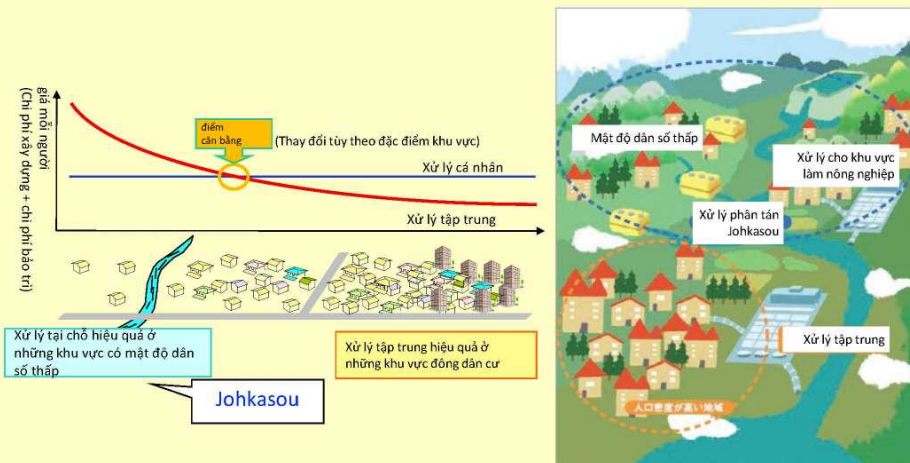 giá mỗi người
(Chi phí xây dựng + chi phí bảo trì)
điểm
cân bằng
(Thay đổi tùy theo đặc điểm khu vực)
Xử lý cá nhân
Xử lý tập trung
Xử lý tại chỗ hiệu quả ở
những khu vực có mật độ dân
số thấp
Johkasou
Xử lý tập trung hiệu quả ở
những khu vực đông dân cư
Mật độ dân số thấp
Xử lý cho khu vực
làm nông nghiệp
Xử lý phân tán
Johkasou
Xử lý tập trung
人口密度が高い地域